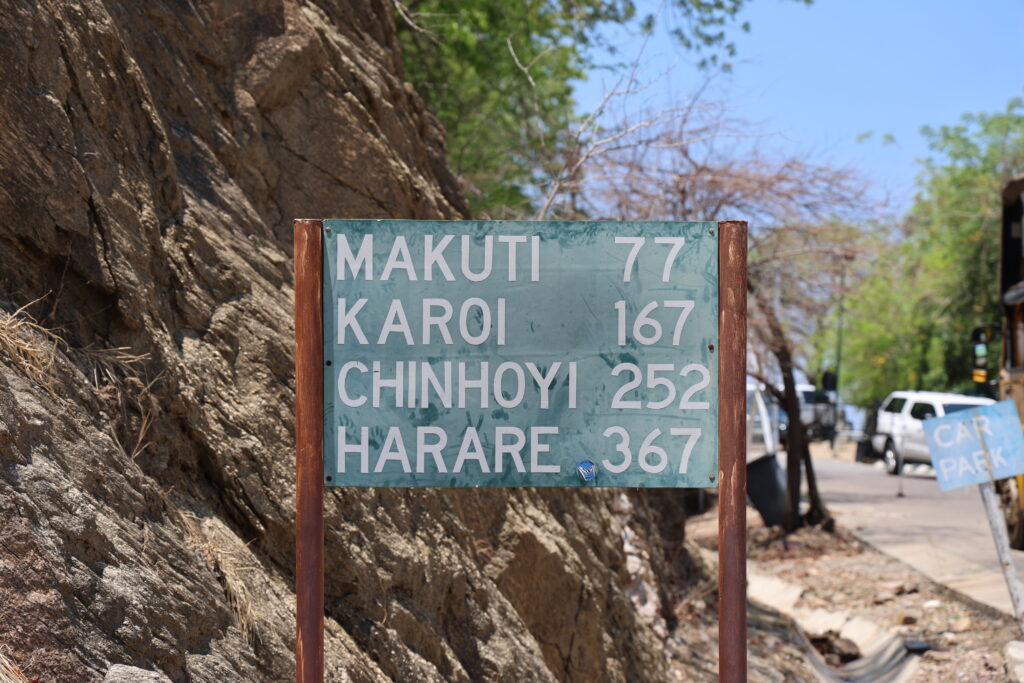 MAKUTI 77
KAROI 167
CHINHOYI 252
HARARE 367
CAR
PARK